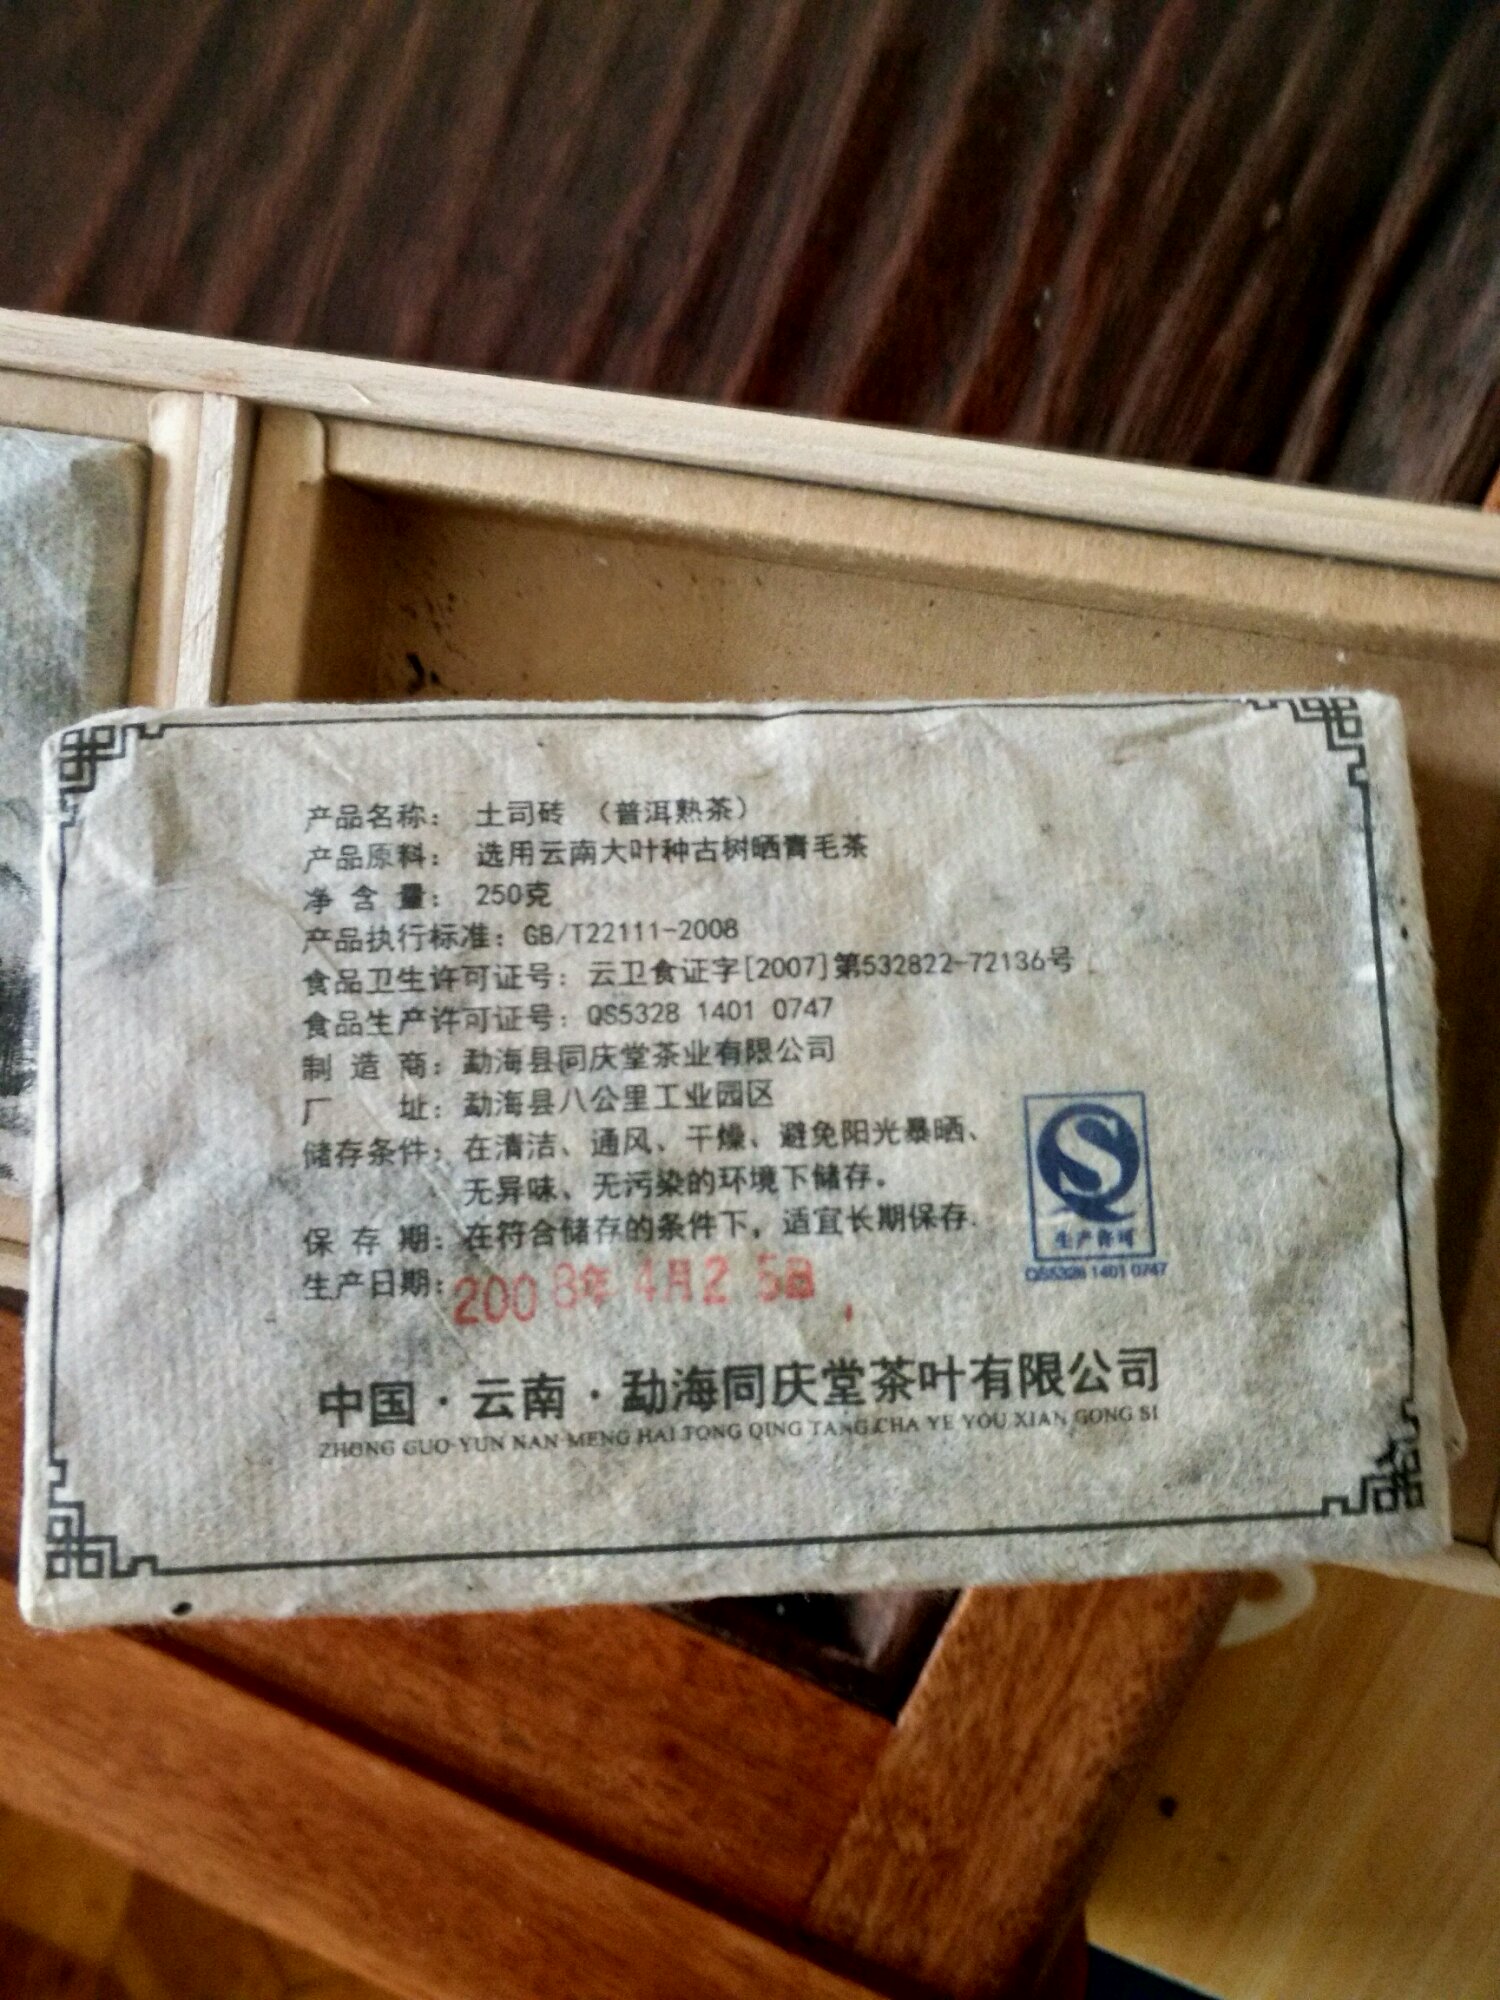 产品名称： 土司砖 （普洱熟茶）
产品原料： 选用云南大叶种古树晒青毛茶
净 含 量： 250克
产品执行标准：GB/T22111-2008
食品卫生许可证号：云卫食证字[2007]第532822-72136号
食品生产许可证号：QS5328 1401 0747
制 造 商：勐海县同庆堂茶业有限公司
厂 址：勐海县八公里工业园区
储存条件：在清洁、通风、干燥、避免阳光暴晒、
无异味、无污染的环境下储存。
保 存 期：在符合储存的条件下，适宜长期保存.
生产日期：2008年 4月25日
生产许可
QS5328 1401 0747
中国·云南·勐海同庆堂茶叶有限公司
ZHONG GUO·YUN NAN·MENG HAI TONG QING TANG CHA YE YOU XIAN GONG SI